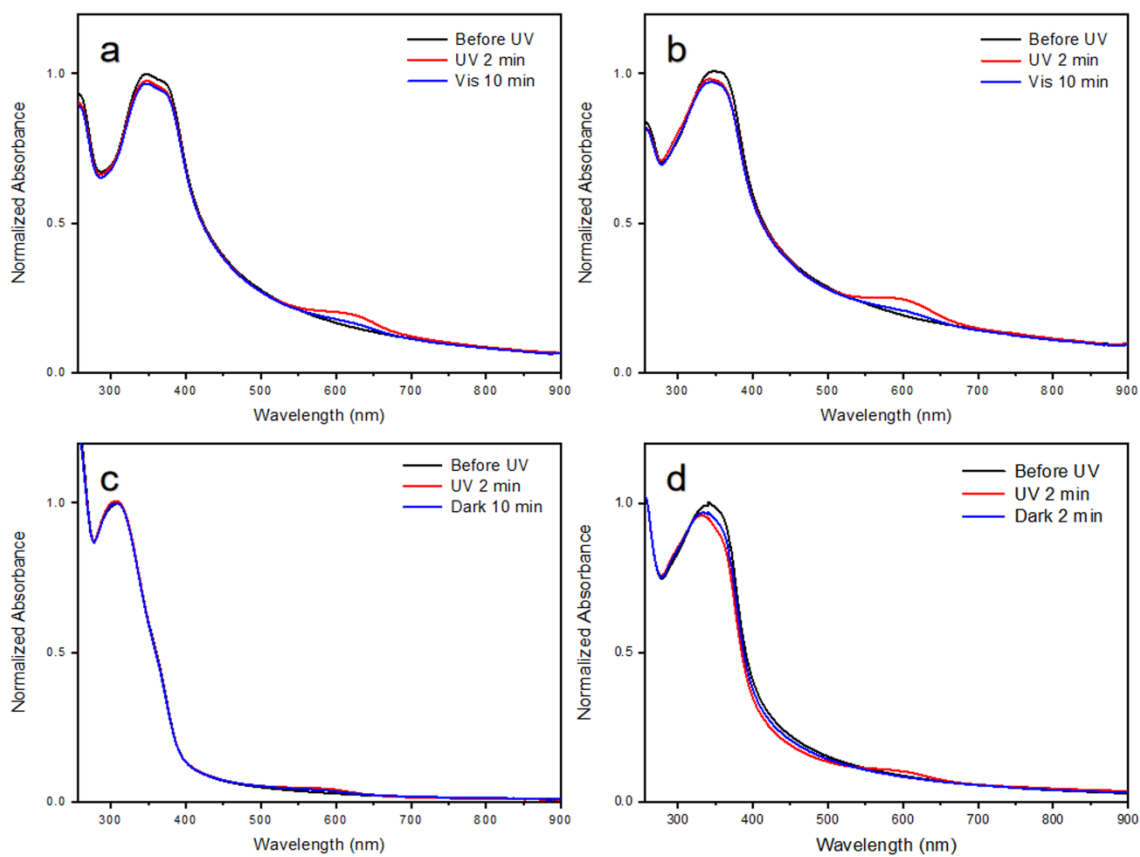 a
Before UV
UV 2 min
Vis 10 min
1.0
0.5
0.0
Normalized Absorbance
300 400 500 600 700 800 900
Wavelength (nm)
b
Before UV
UV 2 min
Vis 10 min
1.0
0.5
0.0
Normalized Absorbance
300 400 500 600 700 800 900
Wavelength (nm)
c
Before UV
UV 2 min
Dark 10 min
1.0
0.5
0.0
Normalized Absorbance
300 400 500 600 700 800 900
Wavelength (nm)
d
Before UV
UV 2 min
Dark 2 min
1.0
0.5
0.0
Normalized Absorbance
300 400 500 600 700 800 900
Wavelength (nm)